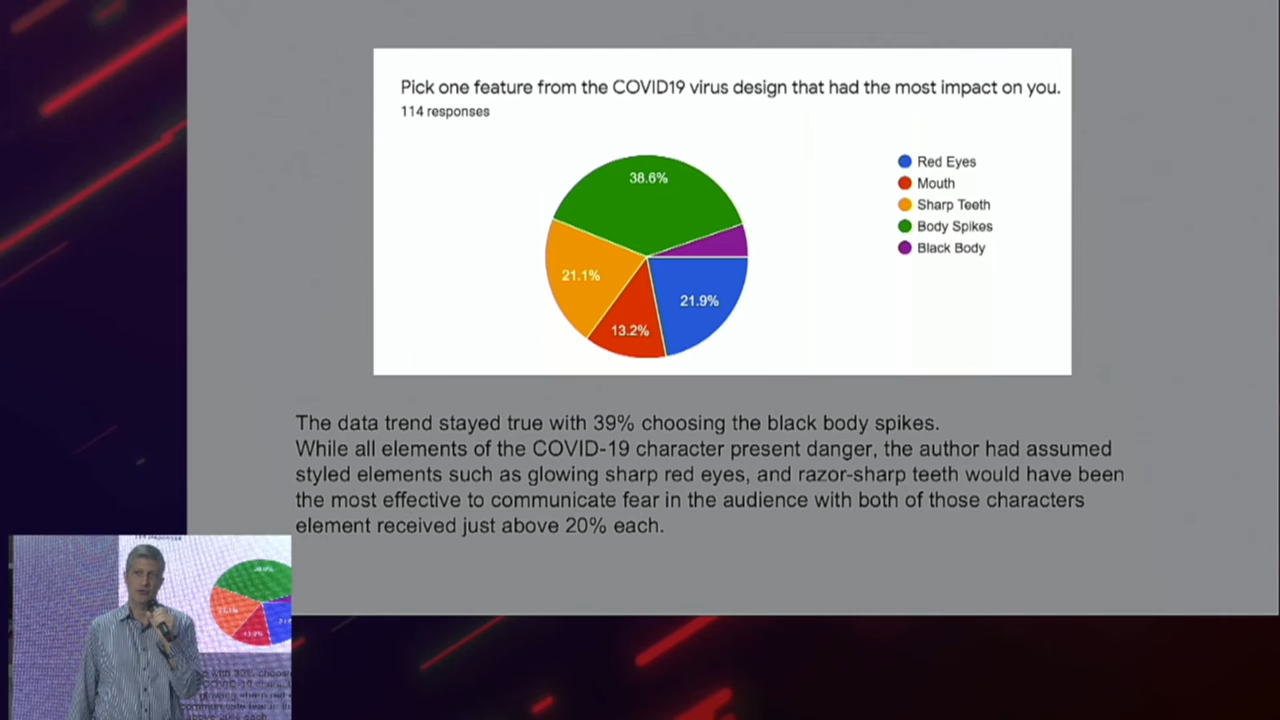 Pick one feature from the COVID19 virus design that had the most impact on you.
114 responses
38.6%
21.1%
13.2%
21.9%
Red Eyes
Mouth
Sharp Teeth
Body Spikes
Black Body
The data trend stayed true with 39% choosing the black body spikes.
While all elements of the COVID-19 character present danger, the author had assumed
styled elements such as glowing sharp red eyes, and razor-sharp teeth would have been
the most effective to communicate fear in the audience with both of those characters
element received just above 20% each.